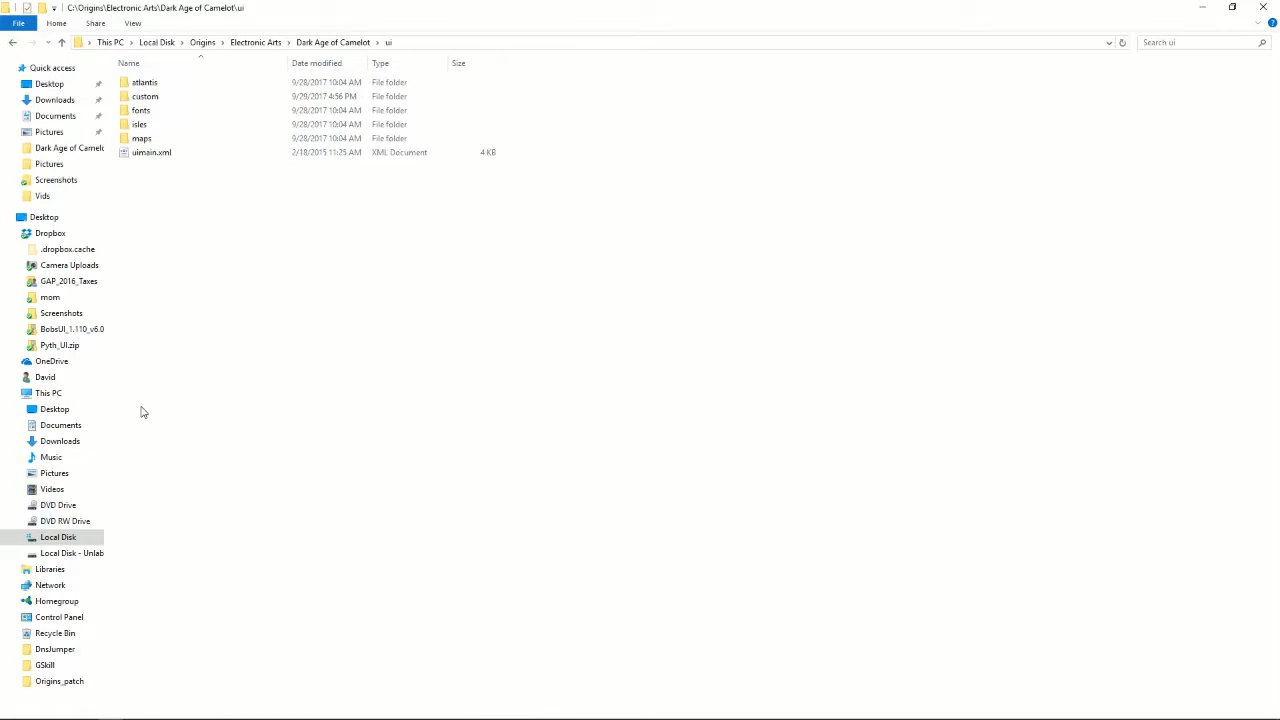 C:\Origins\Electronic Arts\Dark Age of Camelot\ui
File Home Share View
This PC Local Disk Origins Electronic Arts Dark Age of Camelot ui Search ui
Name Date modified Type Size
atlantis 9/28/2017 10:04 AM File folder
custom 9/29/2017 4:56 PM File folder
fonts 9/28/2017 10:04 AM File folder
isles 9/28/2017 10:04 AM File folder
maps 9/28/2017 10:04 AM File folder
uimain.xml 2/18/2015 11:25 AM XML Document 4 KB
Quick access
Desktop
Downloads
Documents
Pictures
Dark Age of Camelo
Pictures
Screenshots
Vids
Desktop
Dropbox
.dropbox.cache
Camera Uploads
GAP_2016_Taxes
mom
Screenshots
BobsUI_1.110_v6.0
Pyth_UI.zip
OneDrive
David
This PC
Desktop
Documents
Downloads
Music
Pictures
Videos
DVD Drive
DVD RW Drive
Local Disk
Local Disk - Unlab
Libraries
Network
Homegroup
Control Panel
Recycle Bin
DnsJumper
GSkill
Origins_patch